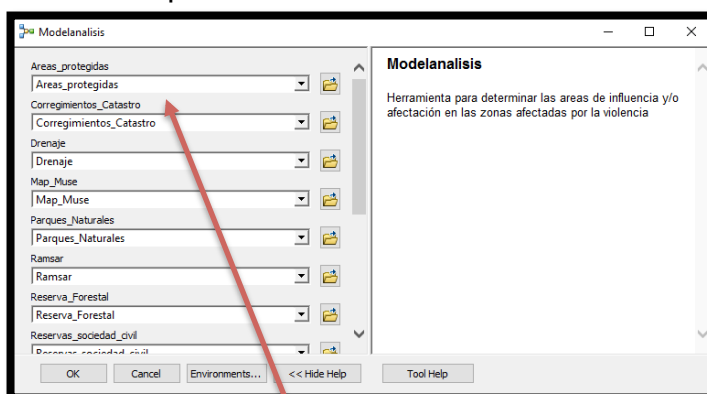 Modelanalisis
Areas_protegidas
Areas_protegidas
Corregimientos_Catastro
Corregimientos_Catastro
Drenaje
Drenaje
Map_Muse
Map_Muse
Parques_Naturales
Parques_Naturales
Ramsar
Ramsar
Reserva_Forestal
Reserva_Forestal
Reservas_sociedad_civil
Reservas_sociedad_civil
Modelanalisis
Herramienta para determinar las areas de influencia y/o
afectación en las zonas afectadas por la violencia
OK
Cancel
Environments...
<< Hide Help
Tool Help